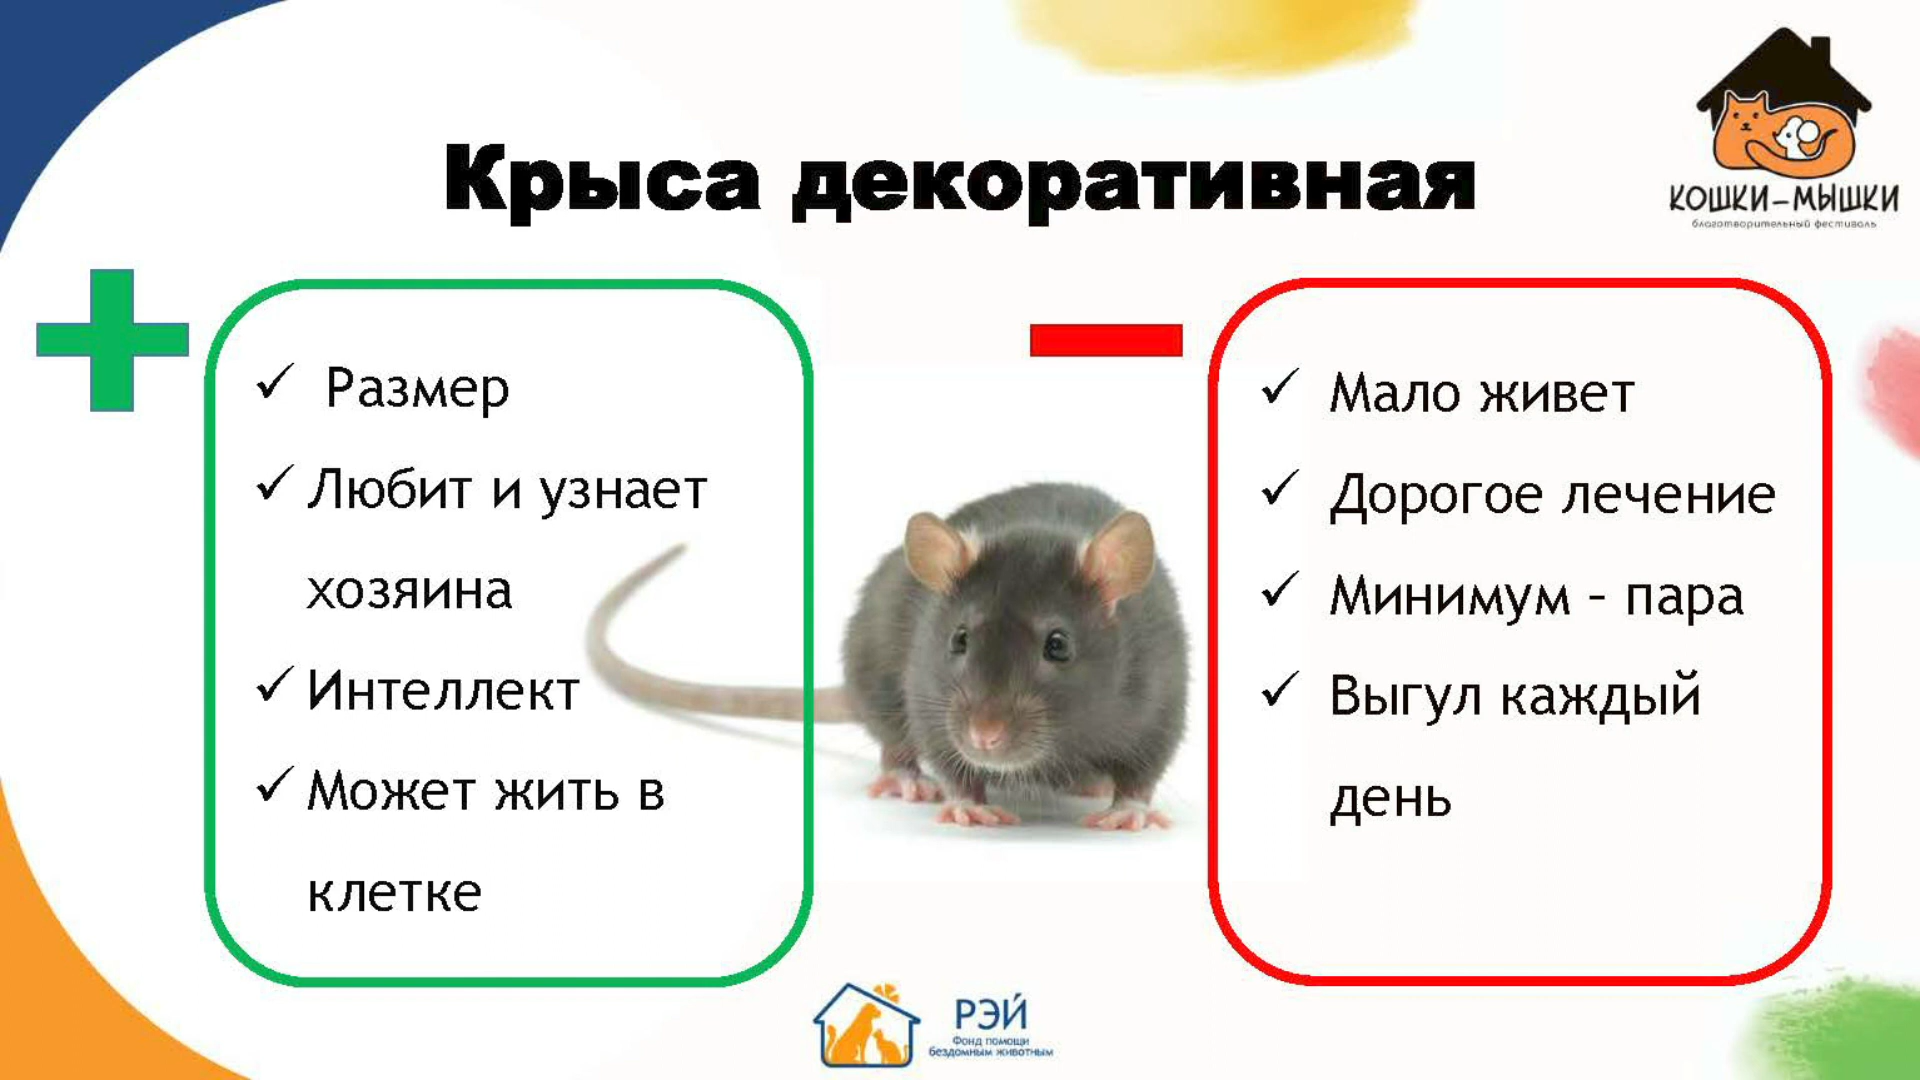 Крыса декоративная
КОШКИ-МЫШКИ
благотворительный фестиваль
✓ Размер
✓ Любит и узнает
хозяина
✓ Интеллект
✓ Может жить в
клетке
✓ Мало живет
✓ Дорогое лечение
✓ Минимум – пара
✓ Выгул каждый
день
РЭЙ
Фонд помощи
бездомным животным